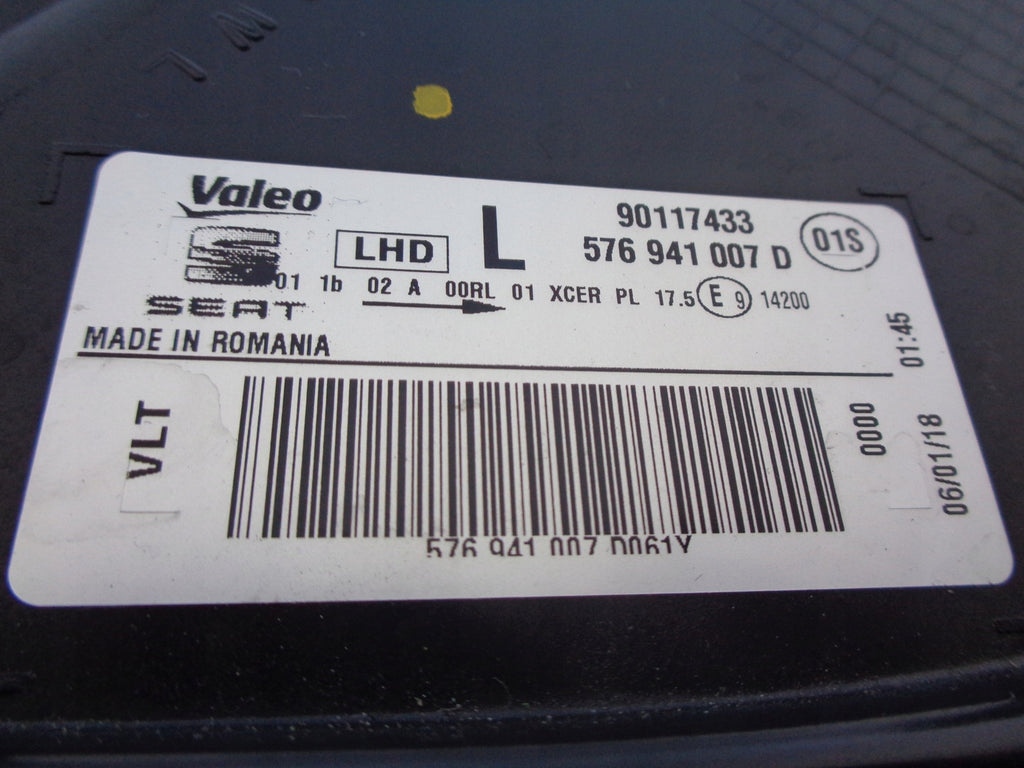 Valeo
SEAT
LHD
L
90117433
576 941 007 D
01S
01 1b 02 A 00RL 01 XCER PL 17.5 E 9 14200
MADE IN ROMANIA
VLT
576 941 007 D061Y
0000
01:45
06/01/18